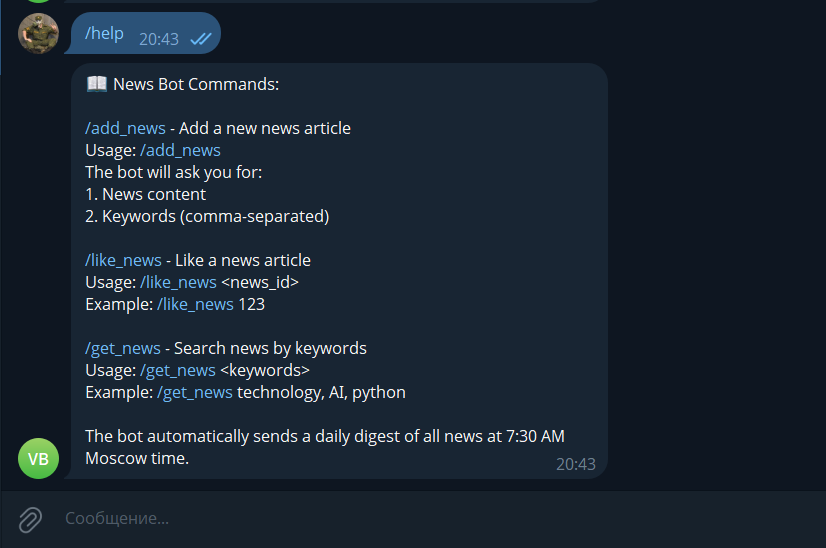 /help 20:43
📖 News Bot Commands:
/add_news - Add a new news article
Usage: /add_news
The bot will ask you for:
1. News content
2. Keywords (comma-separated)
/like_news - Like a news article
Usage: /like_news <news_id>
Example: /like_news 123
/get_news - Search news by keywords
Usage: /get_news <keywords>
Example: /get_news technology, AI, python
The bot automatically sends a daily digest of all news at 7:30 AM
Moscow time.
20:43
VB
Сообщение...